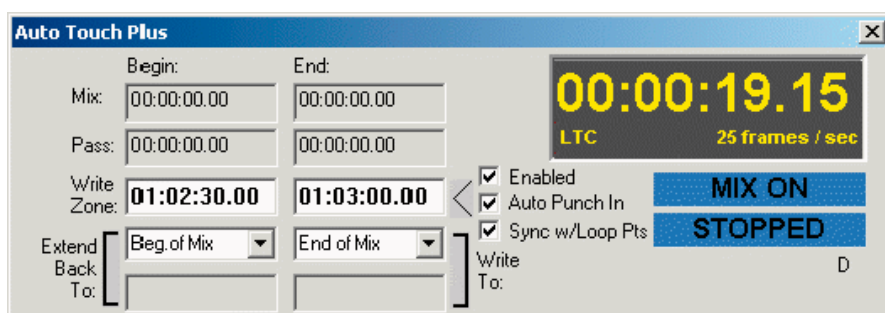 Auto Touch Plus
Begin: End:
Mix: 00:00:00.00 00:00:00.00
00:00:19.15
LTC 25 frames / sec
Pass: 00:00:00.00 00:00:00.00
Write Zone: 01:02:30.00 01:03:00.00
Enabled
Auto Punch In
Sync w/Loop Pts
MIX ON
STOPPED
Extend Back To: Beg.of Mix End of Mix
Write To:
D